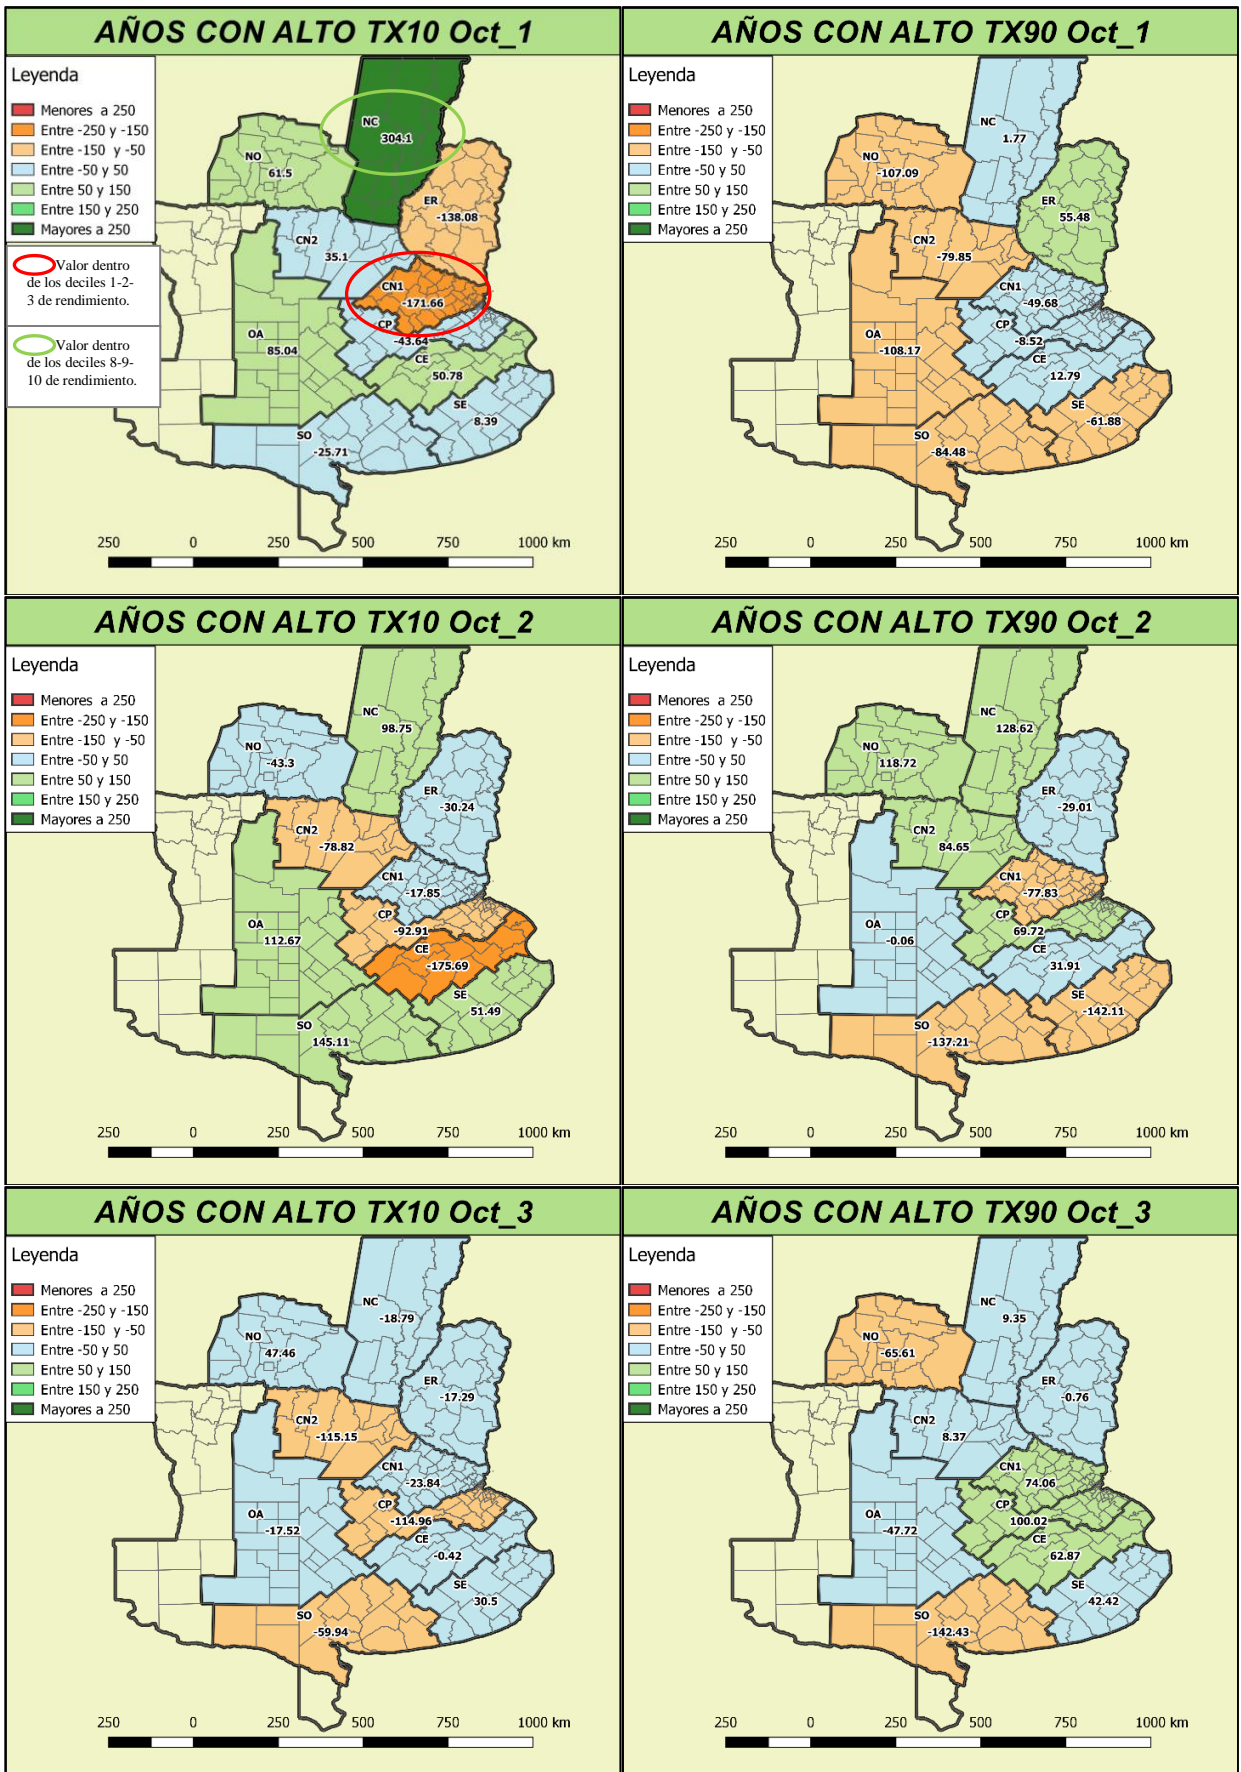 AÑOS CON ALTO TX10 Oct_1
Leyenda
Menores a 250
Entre -250 y -150
Entre -150 y -50
Entre -50 y 50
Entre 50 y 150
Entre 150 y 250
Mayores a 250
Valor dentro
de los deciles 1-2-
3 de rendimiento.
Valor dentro
de los deciles 8-9-
10 de rendimiento.
NC
304.1
NO
61.5
ER
-138.08
CN2
35.1
CN1
-171.66
CP
-43.64
OA
85.04
CE
50.78
SE
8.39
SO
-25.71
250 0 250 500 750 1000 km
AÑOS CON ALTO TX90 Oct_1
Leyenda
Menores a 250
Entre -250 y -150
Entre -150 y -50
Entre -50 y 50
Entre 50 y 150
Entre 150 y 250
Mayores a 250
NC
1.77
NO
-107.09
ER
55.48
CN2
-79.85
CN1
-49.68
CP
-8.52
OA
-108.17
CE
12.79
SE
-61.88
SO
-84.48
250 0 250 500 750 1000 km
AÑOS CON ALTO TX10 Oct_2
Leyenda
Menores a 250
Entre -250 y -150
Entre -150 y -50
Entre -50 y 50
Entre 50 y 150
Entre 150 y 250
Mayores a 250
NC
98.75
NO
-43.3
ER
-30.24
CN2
-78.82
CN1
-17.85
CP
-92.91
OA
112.67
CE
-175.69
SE
51.49
SO
145.11
250 0 250 500 750 1000 km
AÑOS CON ALTO TX90 Oct_2
Leyenda
Menores a 250
Entre -250 y -150
Entre -150 y -50
Entre -50 y 50
Entre 50 y 150
Entre 150 y 250
Mayores a 250
NC
128.62
NO
118.72
ER
-29.01
CN2
84.65
CN1
-77.83
CP
69.72
OA
-0.06
CE
31.91
SE
-142.11
SO
-137.21
250 0 250 500 750 1000 km
AÑOS CON ALTO TX10 Oct_3
Leyenda
Menores a 250
Entre -250 y -150
Entre -150 y -50
Entre -50 y 50
Entre 50 y 150
Entre 150 y 250
Mayores a 250
NC
-18.79
NO
47.46
ER
-17.29
CN2
-115.15
CN1
-23.84
CP
-114.96
OA
-17.52
CE
-0.42
SE
30.5
SO
-59.94
250 0 250 500 750 1000 km
AÑOS CON ALTO TX90 Oct_3
Leyenda
Menores a 250
Entre -250 y -150
Entre -150 y -50
Entre -50 y 50
Entre 50 y 150
Entre 150 y 250
Mayores a 250
NC
9.35
NO
-65.61
ER
-0.76
CN2
8.37
CN1
74.06
CP
100.02
OA
-47.72
CE
62.87
SE
42.42
SO
-142.43
250 0 250 500 750 1000 km